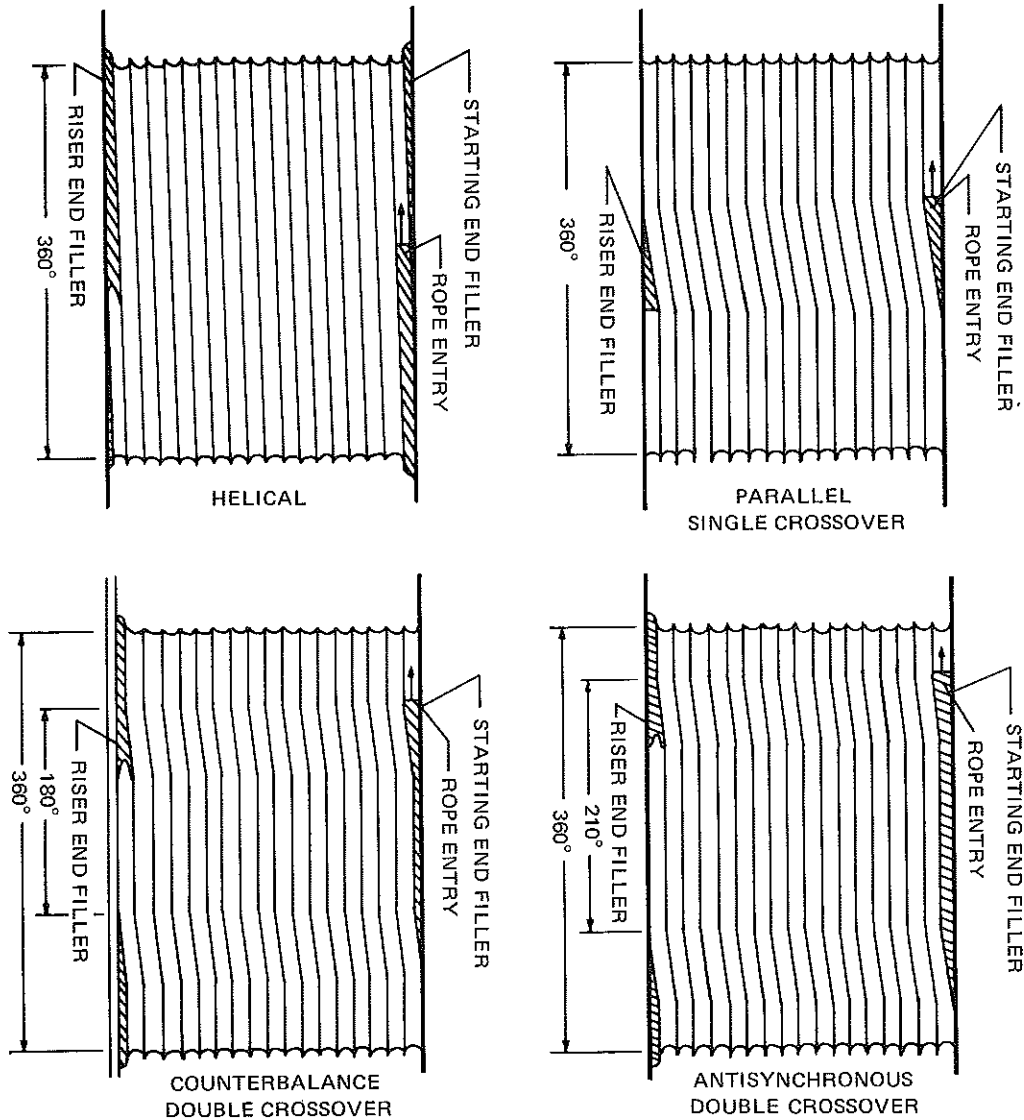 RISER END FILLER
360°
STARTING END FILLER
ROPE ENTRY
HELICAL
RISER END FILLER
360°
STARTING END FILLER
ROPE ENTRY
PARALLEL
SINGLE CROSSOVER
RISER END FILLER
180°
360°
STARTING END FILLER
ROPE ENTRY
COUNTERBALANCE
DOUBLE CROSSOVER
RISER END FILLER
210°
360°
STARTING END FILLER
ROPE ENTRY
ANTISYNCHRONOUS
DOUBLE CROSSOVER